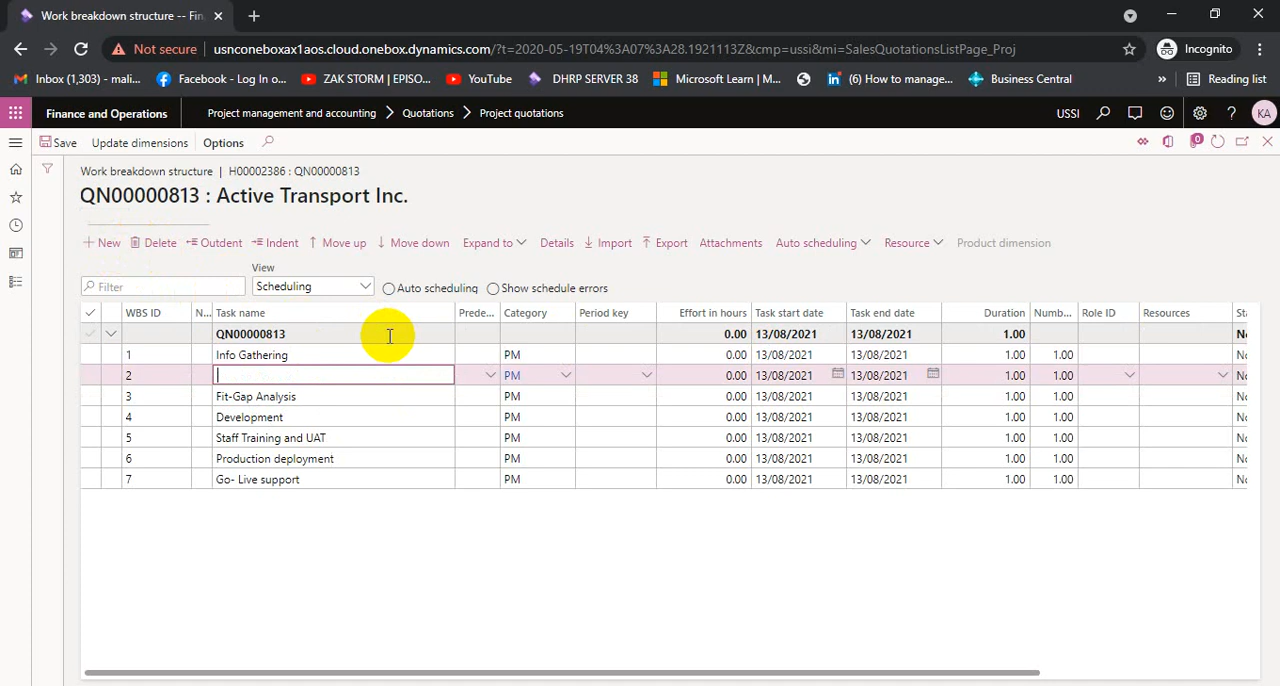 Work breakdown structure -- Fin
Not secure usnconeboxax1aos.cloud.onebox.dynamics.com/?t=2020-05-19T04%3A07%3A28.1921113Z&cmp=ussi&mi=SalesQuotationsListPage_Proj Incognito
Inbox (1,303) - mali... Facebook - Log In o... ZAK STORM | EPISO... YouTube DHRP SERVER 38 Microsoft Learn | M... (6) How to manage... Business Central » Reading list
Finance and Operations Project management and accounting Quotations Project quotations USSI ? KA
Save Update dimensions Options 0
Work breakdown structure | H00002386 : QN00000813
QN00000813 : Active Transport Inc.
New Delete Outdent Indent Move up Move down Expand to Details Import Export Attachments Auto scheduling Resource Product dimension
View
Filter Scheduling Auto scheduling Show schedule errors
WBS ID N... Task name Prede... Category Period key Effort in hours Task start date Task end date Duration Numb... Role ID Resources Sta
QN00000813 0.00 13/08/2021 13/08/2021 1.00 No
1 Info Gathering PM 0.00 13/08/2021 13/08/2021 1.00 1.00 No
2 PM 0.00 13/08/2021 13/08/2021 1.00 1.00 No
3 Fit-Gap Analysis PM 0.00 13/08/2021 13/08/2021 1.00 1.00 No
4 Development PM 0.00 13/08/2021 13/08/2021 1.00 1.00 No
5 Staff Training and UAT PM 0.00 13/08/2021 13/08/2021 1.00 1.00 No
6 Production deployment PM 0.00 13/08/2021 13/08/2021 1.00 1.00 No
7 Go- Live support PM 0.00 13/08/2021 13/08/2021 1.00 1.00 No